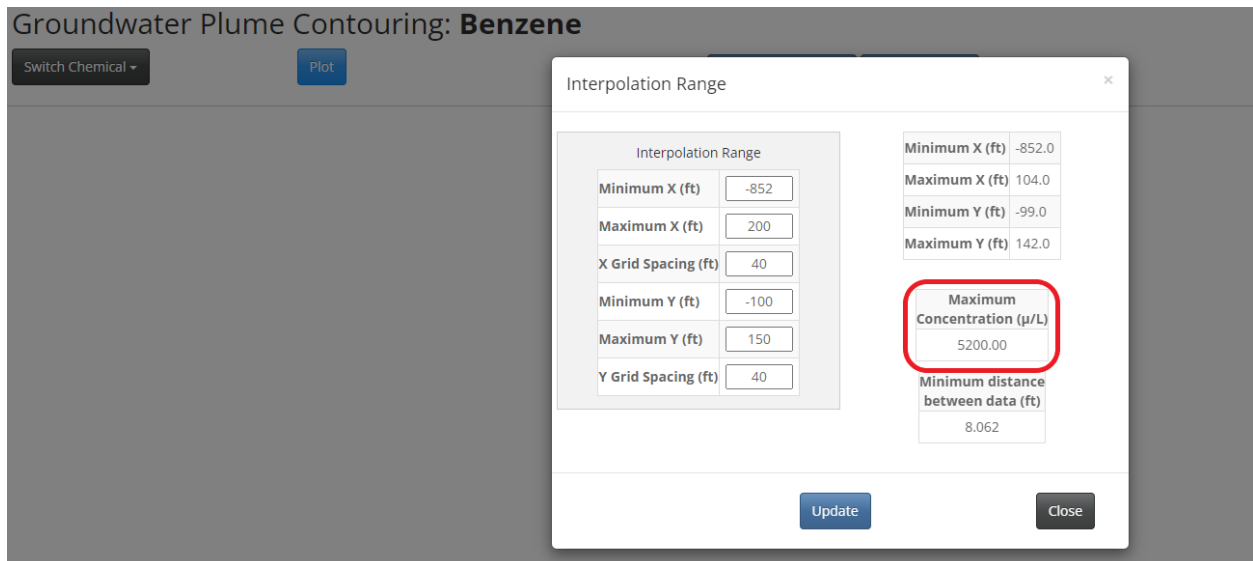 Groundwater Plume Contouring: Benzene
Switch Chemical
Plot
Interpolation Range
×
Interpolation Range
Minimum X (ft) -852
Maximum X (ft) 200
X Grid Spacing (ft) 40
Minimum Y (ft) -100
Maximum Y (ft) 150
Y Grid Spacing (ft) 40
Minimum X (ft) -852.0
Maximum X (ft) 104.0
Minimum Y (ft) -99.0
Maximum Y (ft) 142.0
Maximum
Concentration (μ/L)
5200.00
Minimum distance
between data (ft)
8.062
Update
Close